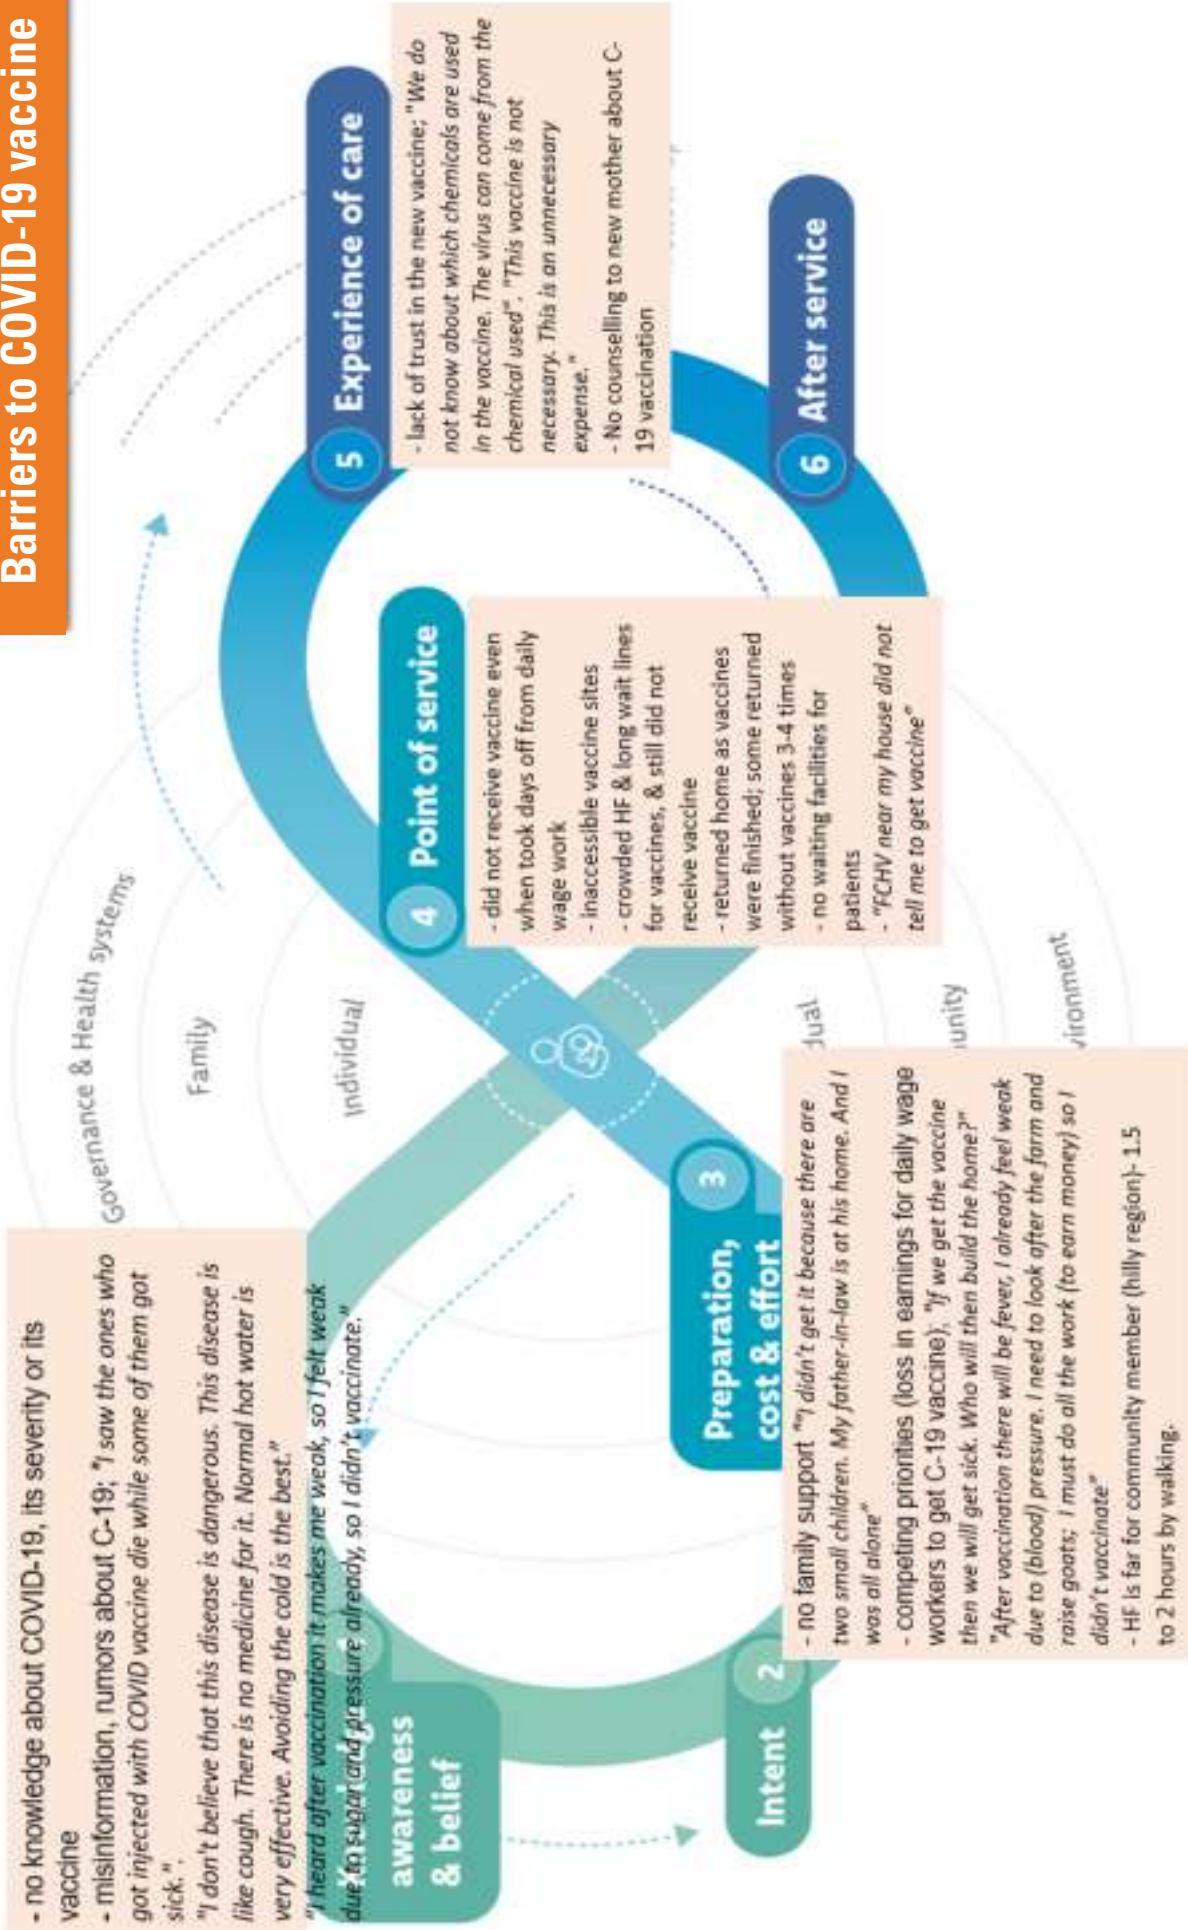 Barriers to COVID-19 vaccine
- no knowledge about COVID-19, its severity or its
vaccine
- misinformation, rumors about C-19; "I saw the ones who
got injected with COVID vaccine die while some of them got
sick.".
"I don't believe that this disease is dangerous. This disease is
like cough. There is no medicine for it. Normal hot water is
very effective. Avoiding the cold is the best."
"I heard after vaccination it makes me weak, so I felt weak
due to sugar and pressure already, so I didn't vaccinate."
awareness
& belief
2 Intent
3 Preparation,
cost & effort
- no family support ""I didn't get it because there are
two small children. My father-in-law is at his home. And I
was all alone"
- competing priorities (loss in earnings for daily wage
workers to get C-19 vaccine); "If we get the vaccine
then we will get sick. Who will then build the home?"
"After vaccination there will be fever, I already feel weak
due to (blood) pressure. I need to look after the farm and
raise goats; I must do all the work (to earn money) so I
didn't vaccinate"
- HF is far for community member (hilly region)- 1.5
to 2 hours by walking.
4 Point of service
- did not receive vaccine even
when took days off from daily
wage work
- inaccessible vaccine sites
- crowded HF & long wait lines
for vaccines, & still did not
receive vaccine
- returned home as vaccines
were finished; some returned
without vaccines 3-4 times
- no waiting facilities for
patients
- "FCHV near my house did not
tell me to get vaccine"
5 Experience of care
- lack of trust in the new vaccine; "We do
not know about which chemicals are used
in the vaccine. The virus can come from the
chemical used". "This vaccine is not
necessary. This is an unnecessary
expense."
- No counselling to new mother about C-
19 vaccination
6 After service
Governance & Health systems
Family
Individual
dual
unity
vironment